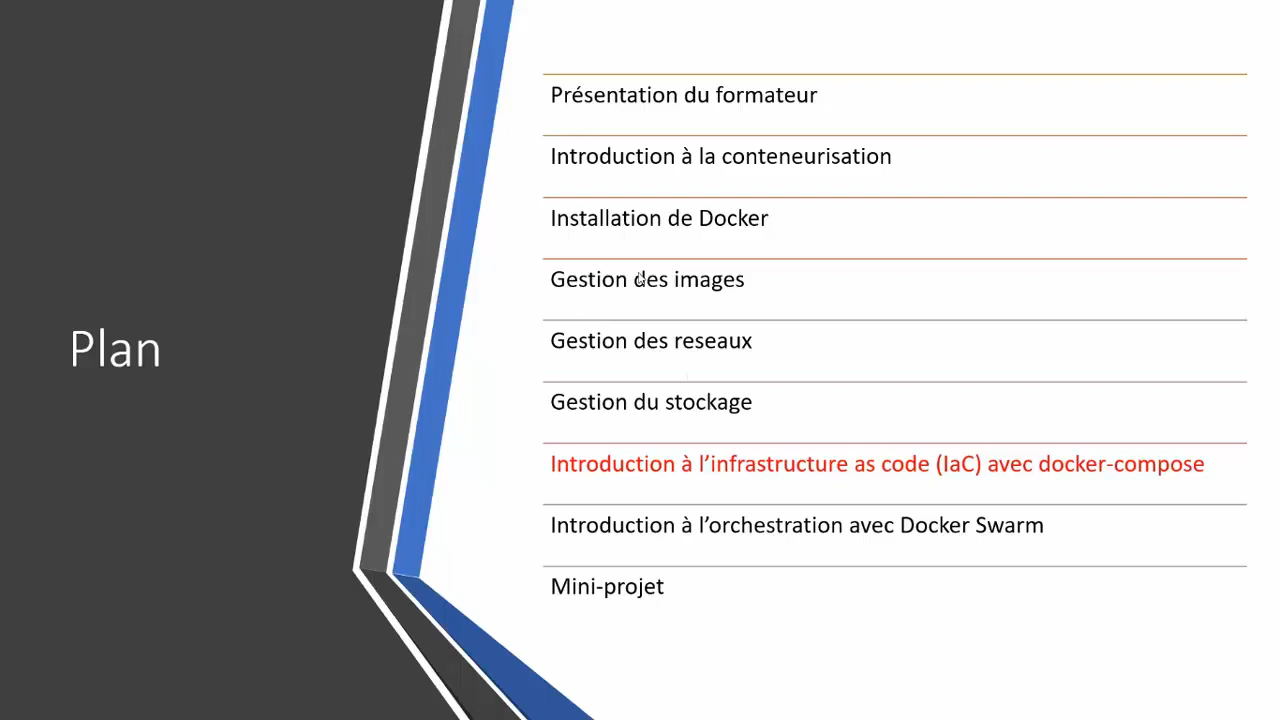 Plan
Présentation du formateur
Introduction à la conteneurisation
Installation de Docker
Gestion des images
Gestion des reseaux
Gestion du stockage
Introduction à l’infrastructure as code (IaC) avec docker-compose
Introduction à l’orchestration avec Docker Swarm
Mini-projet